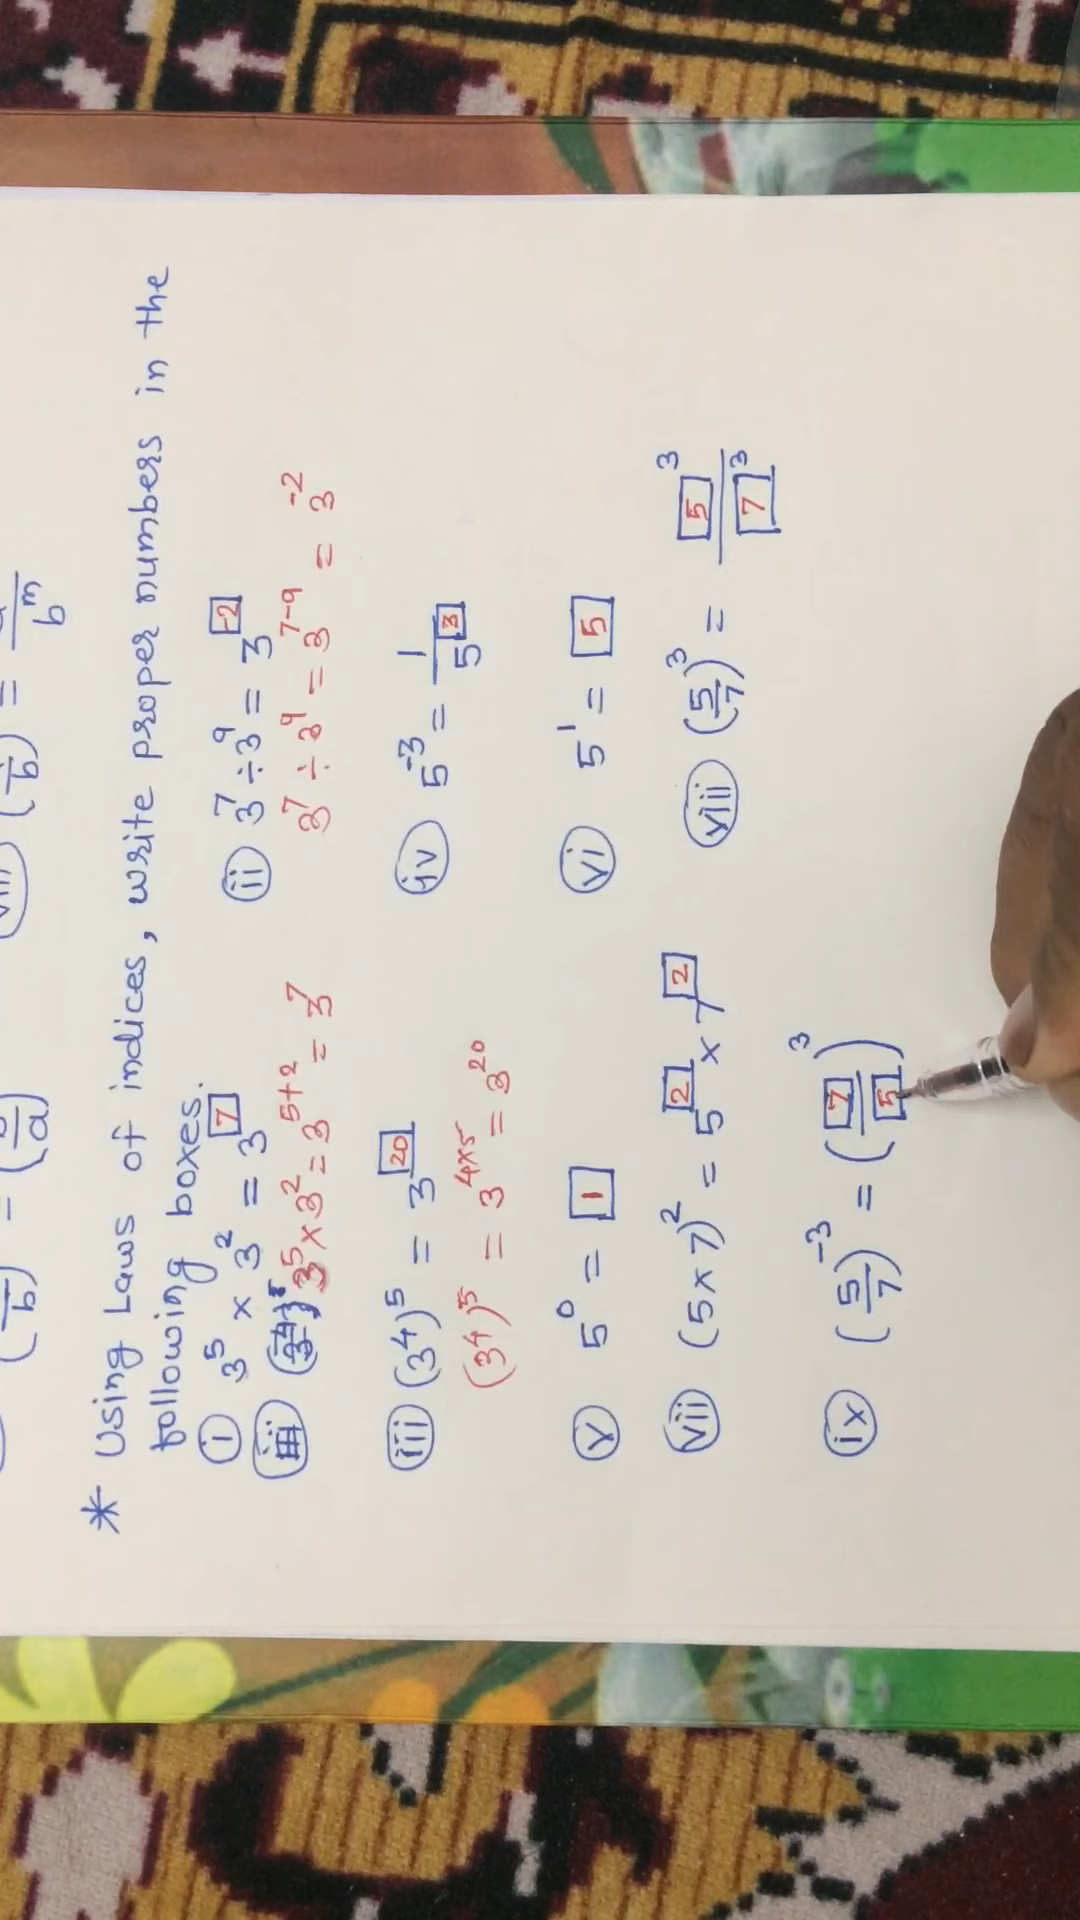 (b/a)
(a/b) =
viii (a/b) = a/b^m
* Using Laws of indices, write proper numbers in the
following boxes.
(i) 3^5 × 3^2 = 3^7
(ii) 3^7 ÷ 3^9 = 3^-2
3^5 × 3^2 = 3^5+2 = 3^7
3^7 ÷ 3^9 = 3^7-9 = 3^-2
(iii) (3^4)^5 = 3^20
(iv) 5^-3 = 1/5^3
(3^4)^5 = 3^4×5 = 3^20
(v) 5^0 = 1
(vi) 5^1 = 5
(vii) (5 × 7)^2 = 5^2 × 7^2
(viii) (5/7)^3 = 5^3/7^3
(ix) (5/7)^-3 = (7/5)^3